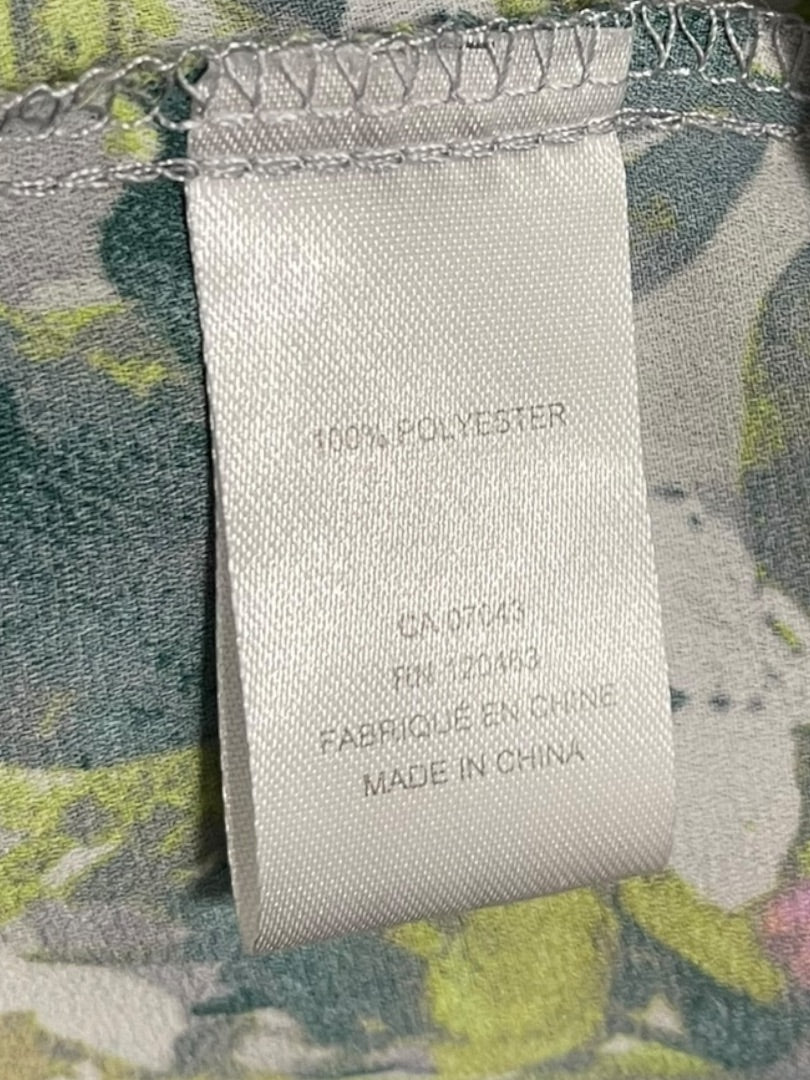 100% POLYESTER
CA 07043
RN 120463
FABRIQUÉ EN CHINE
MADE IN CHINA